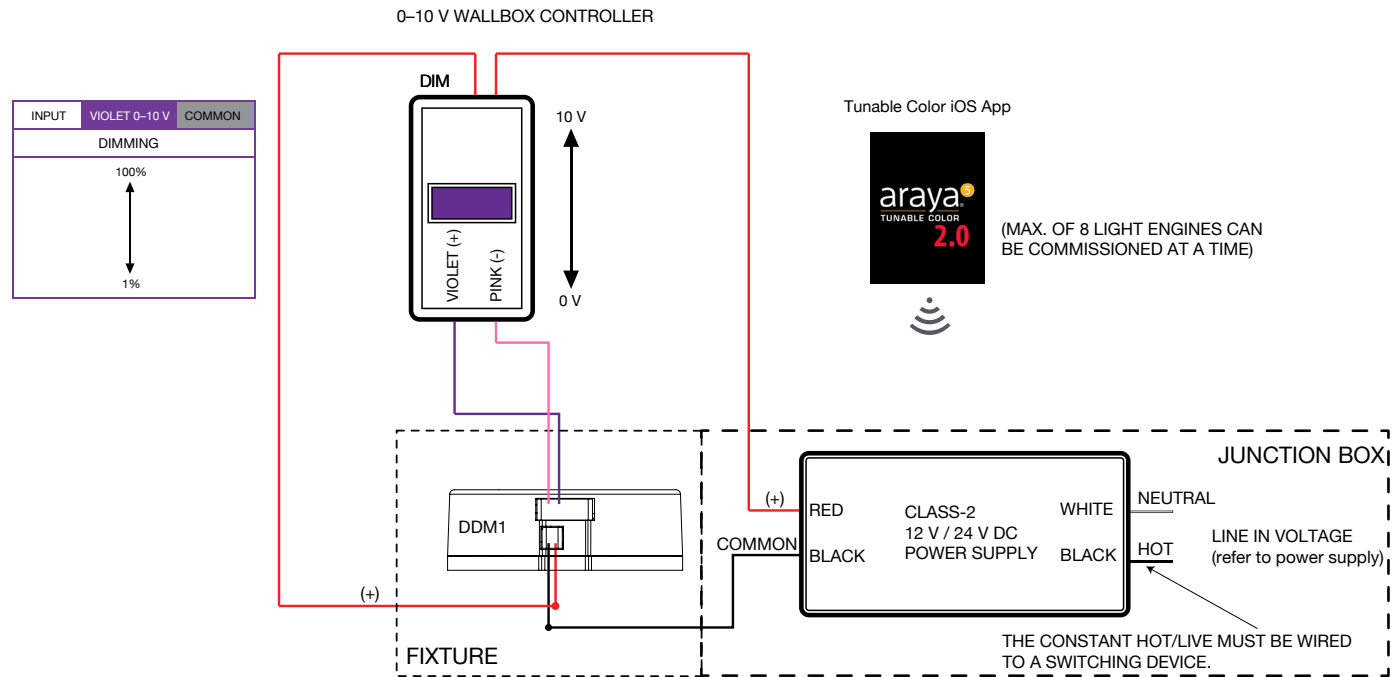 0–10 V WALLBOX CONTROLLER
DIM
INPUT
VIOLET 0–10 V
COMMON
DIMMING
100%
1%
10 V
0 V
VIOLET (+)
PINK (-)
Tunable Color iOS App
araya.5
TUNABLE COLOR
2.0
(MAX. OF 8 LIGHT ENGINES CAN
BE COMMISSIONED AT A TIME)
JUNCTION BOX
DDM1
(+)
FIXTURE
(+)
COMMON
RED
BLACK
CLASS-2
12 V / 24 V DC
POWER SUPPLY
WHITE
BLACK
NEUTRAL
HOT
LINE IN VOLTAGE
(refer to power supply)
THE CONSTANT HOT/LIVE MUST BE WIRED
TO A SWITCHING DEVICE.